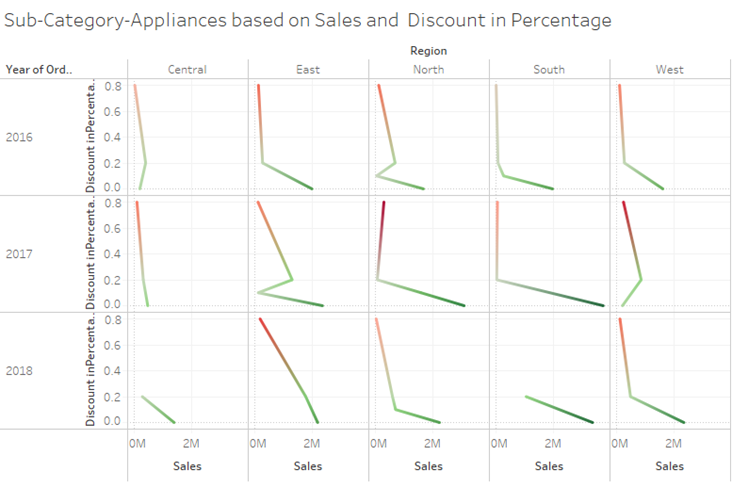 Sub-Category-Appliances based on Sales and Discount in Percentage
Region
Year of Ord.. Central East North South West
2016
Discount inPercenta..
0.8
0.6
0.4
0.2
0.0
2017
Discount inPercenta..
0.8
0.6
0.4
0.2
0.0
2018
Discount inPercenta..
0.8
0.6
0.4
0.2
0.0
0M 2M 0M 2M 0M 2M 0M 2M 0M 2M
Sales Sales Sales Sales Sales